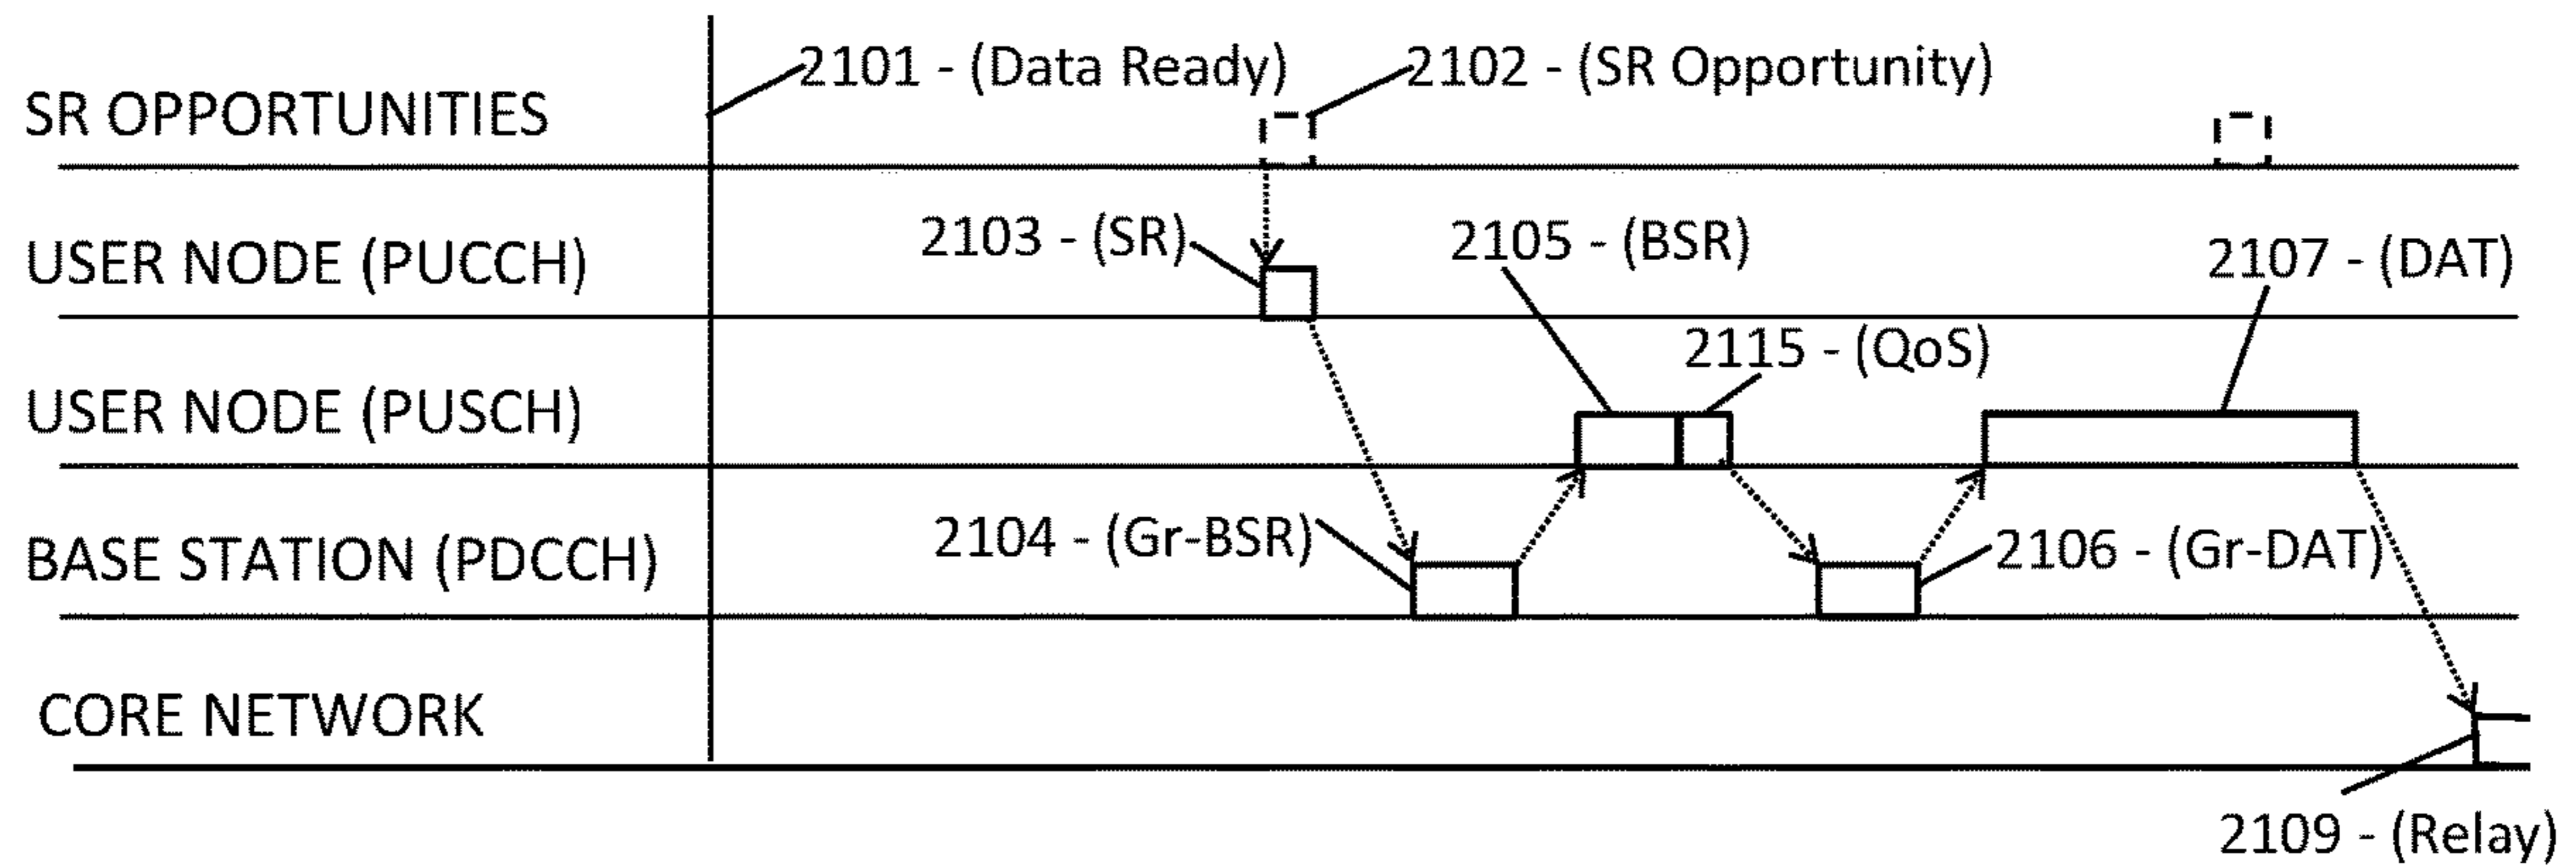 2101 - (Data Ready)
2102 - (SR Opportunity)
SR OPPORTUNITIES
2103 - (SR)
2105 - (BSR)
2107 - (DAT)
USER NODE (PUCCH)
2115 - (QoS)
USER NODE (PUSCH)
2104 - (Gr-BSR)
2106 - (Gr-DAT)
BASE STATION (PDCCH)
CORE NETWORK
2109 - (Relay)